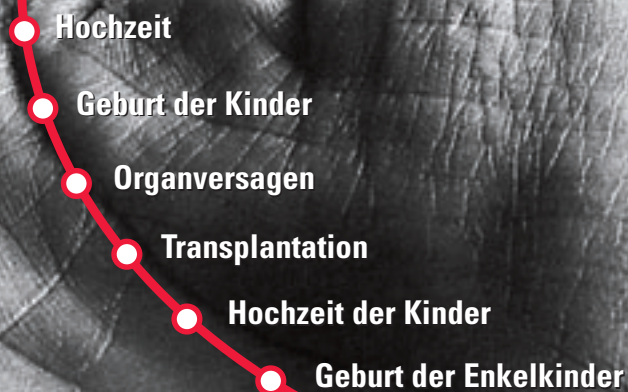 Hochzeit
Geburt der Kinder
Organversagen
Transplantation
Hochzeit der Kinder
Geburt der Enkelkinder